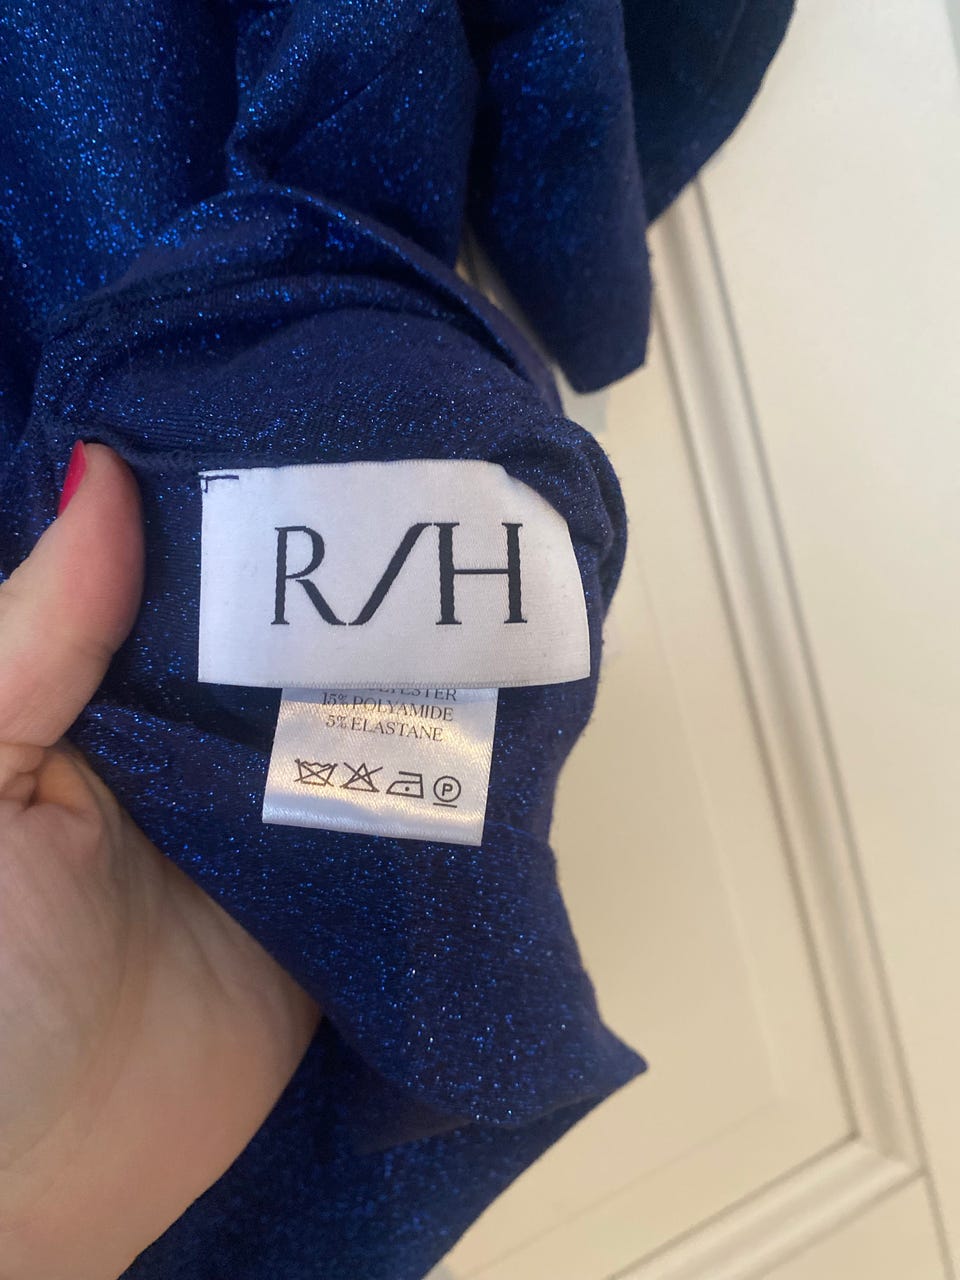 R/H
15% POLYAMIDE
5% ELASTANE
P